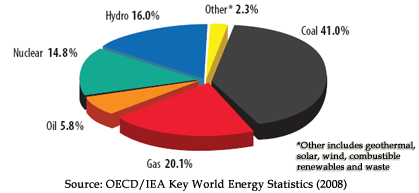 Hydro 16.0%
Other* 2.3%
Coal 41.0%
Nuclear 14.8%
Oil 5.8%
Gas 20.1%
*Other includes geothermal,
solar, wind, combustible
renewables and waste
Source: OECD/IEA Key World Energy Statistics (2008)